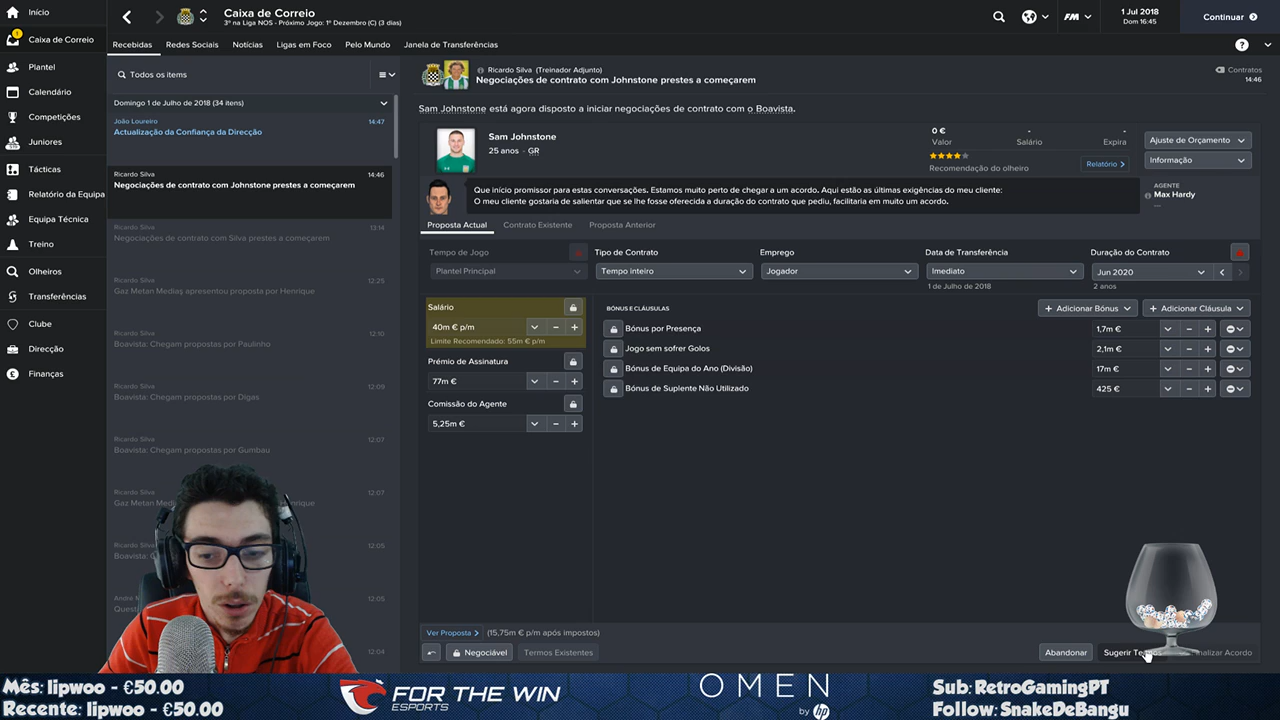 Início
Caixa de Correio
Plantel
Calendário
Competições
Juniores
Tácticas
Relatório da Equipa
Equipa Técnica
Treino
Olheiros
Transferências
Clube
Direcção
Finanças
Caixa de Correio
3º na Liga NOS - Próximo Jogo: 1º Dezembro (C) (3 dias)
FM
1 Jul 2018
Dom 16:45
Continuar
Recebidas
Redes Sociais
Notícias
Ligas em Foco
Pelo Mundo
Janela de Transferências
Todos os items
Domingo 1 de Julho de 2018 (34 itens)
João Loureiro 14:47
Actualização da Confiança da Direcção
Ricardo Silva 14:46
Negociações de contrato com Johnstone prestes a começarem
Ricardo Silva 13:14
Negociações de contrato com Silva prestes a começarem
Ricardo Silva 12:25
Gaz Metan Mediaș apresentou proposta por Henrique
Ricardo Silva 12:10
Boavista: Chegam propostas por Paulinho
Ricardo Silva 12:09
Boavista: Chegam propostas por Digas
Ricardo Silva 12:07
Boavista: Chegam propostas por Gumbau
Ricardo Silva 12:07
Gaz Metan
Henrique
Ricardo Silva 12:05
Boavista:
12:05
12:04
Ricardo Silva (Treinador Adjunto)
Negociações de contrato com Johnstone prestes a começarem
Contratos
14:46
Sam Johnstone está agora disposto a iniciar negociações de contrato com o Boavista.
Sam Johnstone
25 anos - GR
0 € - -
Valor Salário Expira
Recomendação do olheiro
Relatório
Ajuste de Orçamento
Informação
Que início promissor para estas conversações. Estamos muito perto de chegar a um acordo. Aqui estão as últimas exigências do meu cliente:
O meu cliente gostaria de salientar que se lhe fosse oferecida a duração do contrato que pediu, facilitaria em muito um acordo.
AGENTE
Max Hardy
Proposta Actual
Contrato Existente
Proposta Anterior
Tempo de Jogo
Plantel Principal
Tipo de Contrato
Tempo inteiro
Emprego
Jogador
Data de Transferência
Imediato
1 de Julho de 2018
Duração do Contrato
Jun 2020
2 anos
Salário
40m € p/m
Limite Recomendado: 55m € p/m
Prémio de Assinatura
77m €
Comissão do Agente
5,25m €
BÓNUS E CLÁUSULAS
+ Adicionar Bónus
+ Adicionar Cláusula
Bónus por Presença 1,7m €
Jogo sem sofrer Golos 2,1m €
Bónus de Equipa do Ano (Divisão) 17m €
Bónus de Suplente Não Utilizado 425 €
Ver Proposta
(15,75m € p/m após impostos)
Negociável
Termos Existentes
Abandonar
Sugerir
Finalizar Acordo
Mês: lipwoo - €50.00
Recente: lipwoo - €50.00
FOR THE WIN
ESPORTS
OMEN
by hp
Sub: RetroGamingPT
Follow: SnakeDeBangu